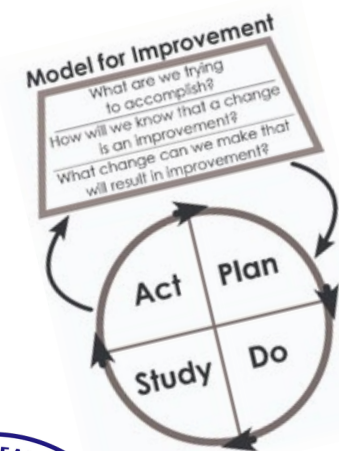 Model for Improvement
What are we trying
to accomplish?
How will we know that a change
is an improvement?
What change can we make that
will result in improvement?
Act
Plan
Study
Do